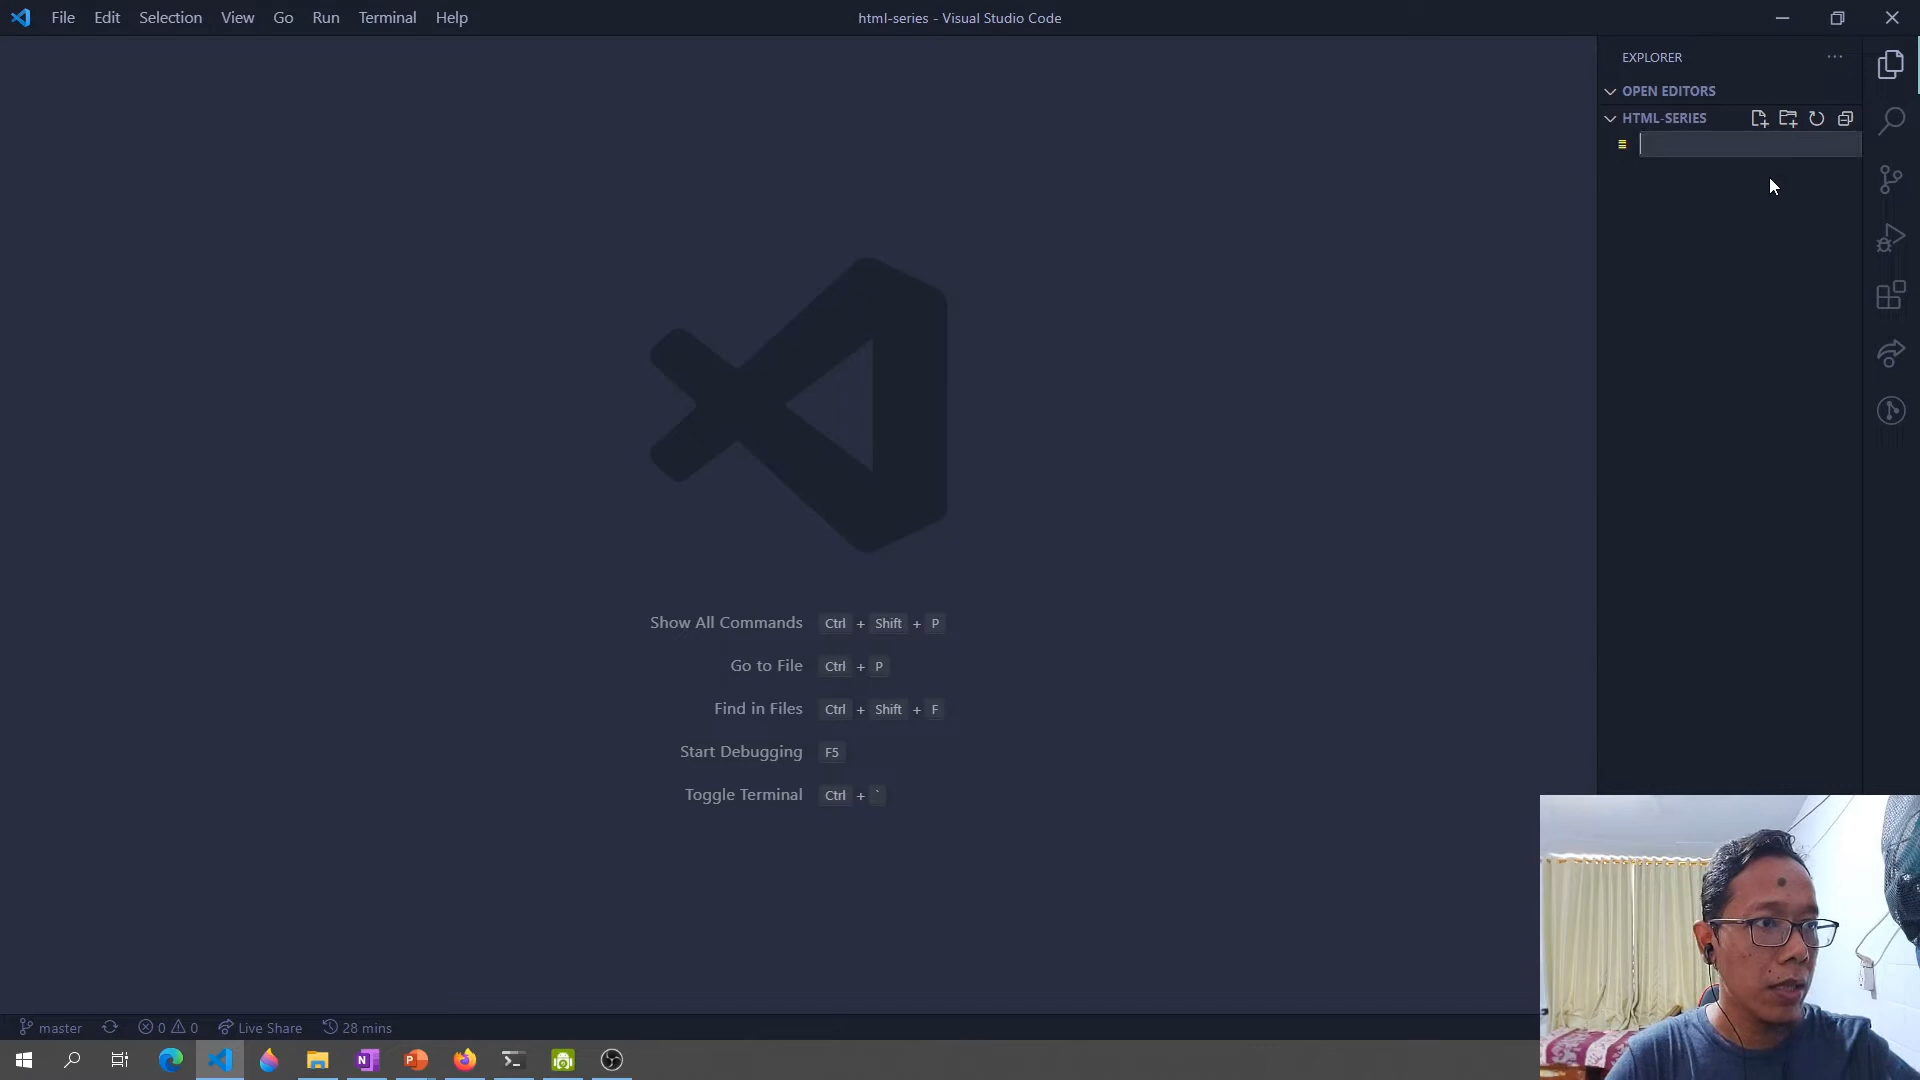 File Edit Selection View Go Run Terminal Help
html-series - Visual Studio Code
EXPLORER
OPEN EDITORS
HTML-SERIES
Show All Commands Ctrl + Shift + P
Go to File Ctrl + P
Find in Files Ctrl + Shift + F
Start Debugging F5
Toggle Terminal Ctrl + `
master 0 0 Live Share 28 mins